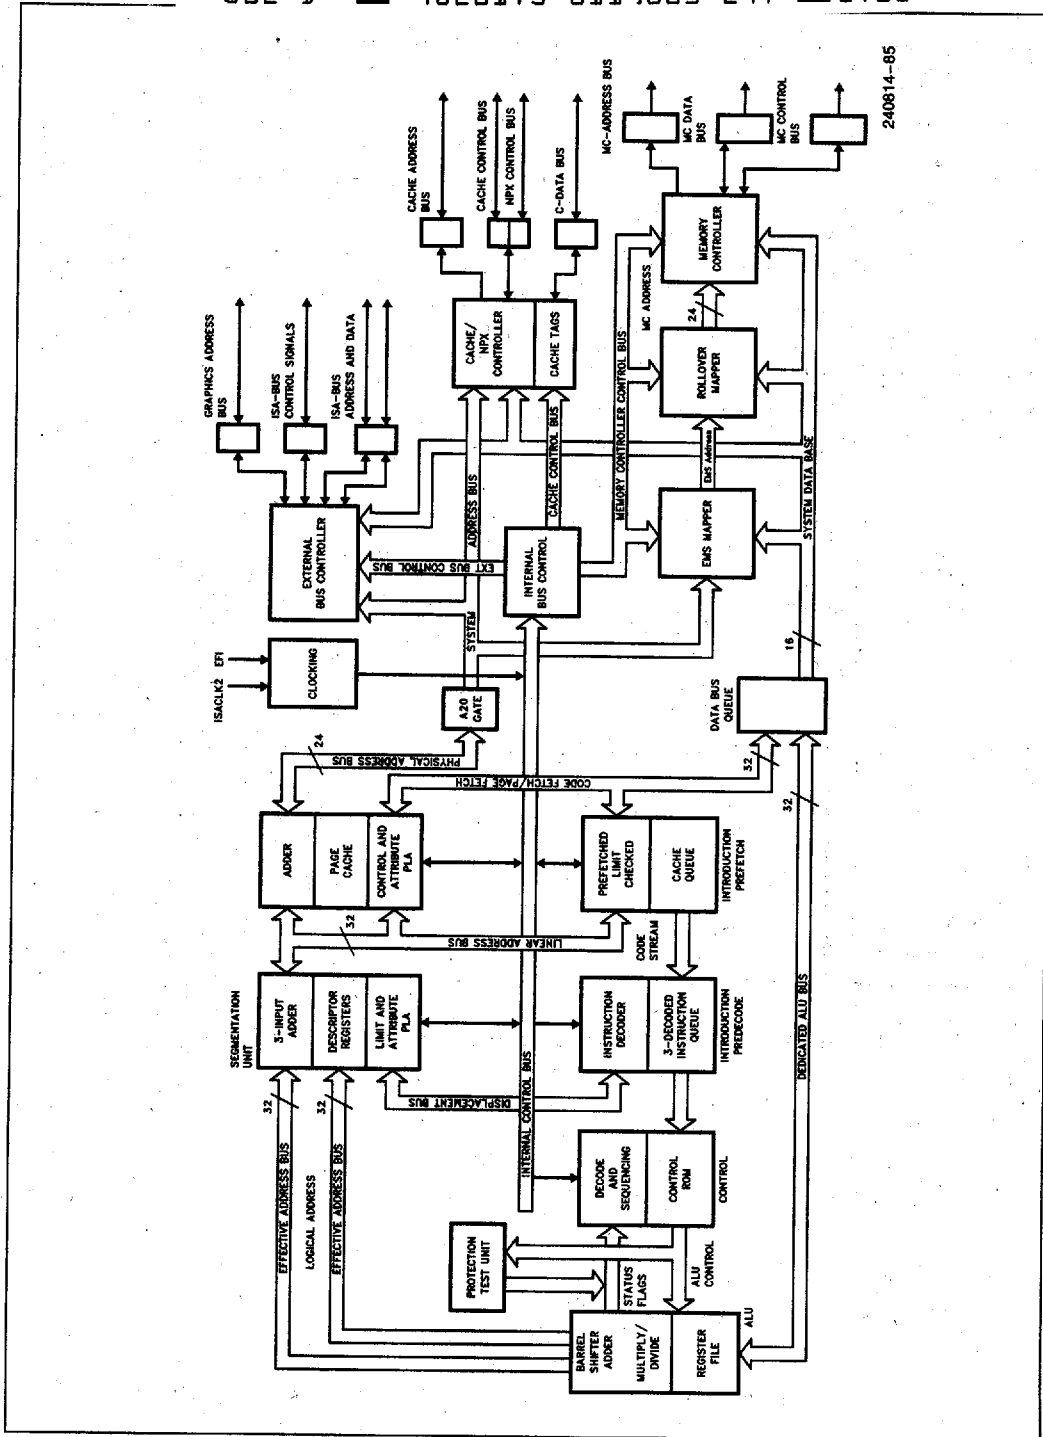 240814-85
SEGMENTATION
UNIT
3-INPUT
ADDER
DESCRIPTOR
REGISTERS
LIMIT AND
ATTRIBUTE
PLA
ADDER
PAGE
CACHE
CONTROL AND
ATTRIBUTE
PLA
EFFECTIVE ADDRESS BUS
32
LOGICAL ADDRESS
EFFECTIVE ADDRESS BUS
32
32
LINEAR ADDRESS BUS
DISPLACEMENT BUS
PHYSICAL ADDRESS BUS
24
CODE FETCH/PAGE FETCH
INTERNAL CONTROL BUS
ISACLK2
EFI
CLOCKING
A20
GATE
SYSTEM
ADDRESS BUS
EXTERNAL
BUS CONTROLLER
GRAPHICS ADDRESS
BUS
ISA-BUS
CONTROL SIGNALS
ISA-BUS
ADDRESS AND DATA
EXT BUS CONTROL BUS
INTERNAL
BUS CONTROL
CACHE CONTROL BUS
CACHE/
NPX
CONTROLLER
CACHE TAGS
CACHE ADDRESS
BUS
CACHE CONTROL BUS
NPX CONTROL BUS
C-DATA BUS
MEMORY CONTROLLER CONTROL BUS
EMS MAPPER
EMS Address
ROLLOVER
MAPPER
24
MC ADDRESS
MEMORY
CONTROLLER
MC-ADDRESS BUS
MC DATA
BUS
MC CONTROL
BUS
SYSTEM DATA BASE
16
DATA BUS
QUEUE
32
32
DEDICATED ALU BUS
PREFETCHED
LIMIT
CHECKED
CACHE
QUEUE
INTRODUCTION
PREFETCH
CODE
STREAM
INSTRUCTION
DECODER
3-DECODED
INSTRUCTION
QUEUE
INTRODUCTION
PREDECODE
DECODE
AND
SEQUENCING
CONTROL
ROM
CONTROL
PROTECTION
TEST UNIT
STATUS
FLAGS
ALU
CONTROL
BARREL
SHIFTER
ADDER
MULTIPLY/
DIVIDE
REGISTER
FILE
ALU